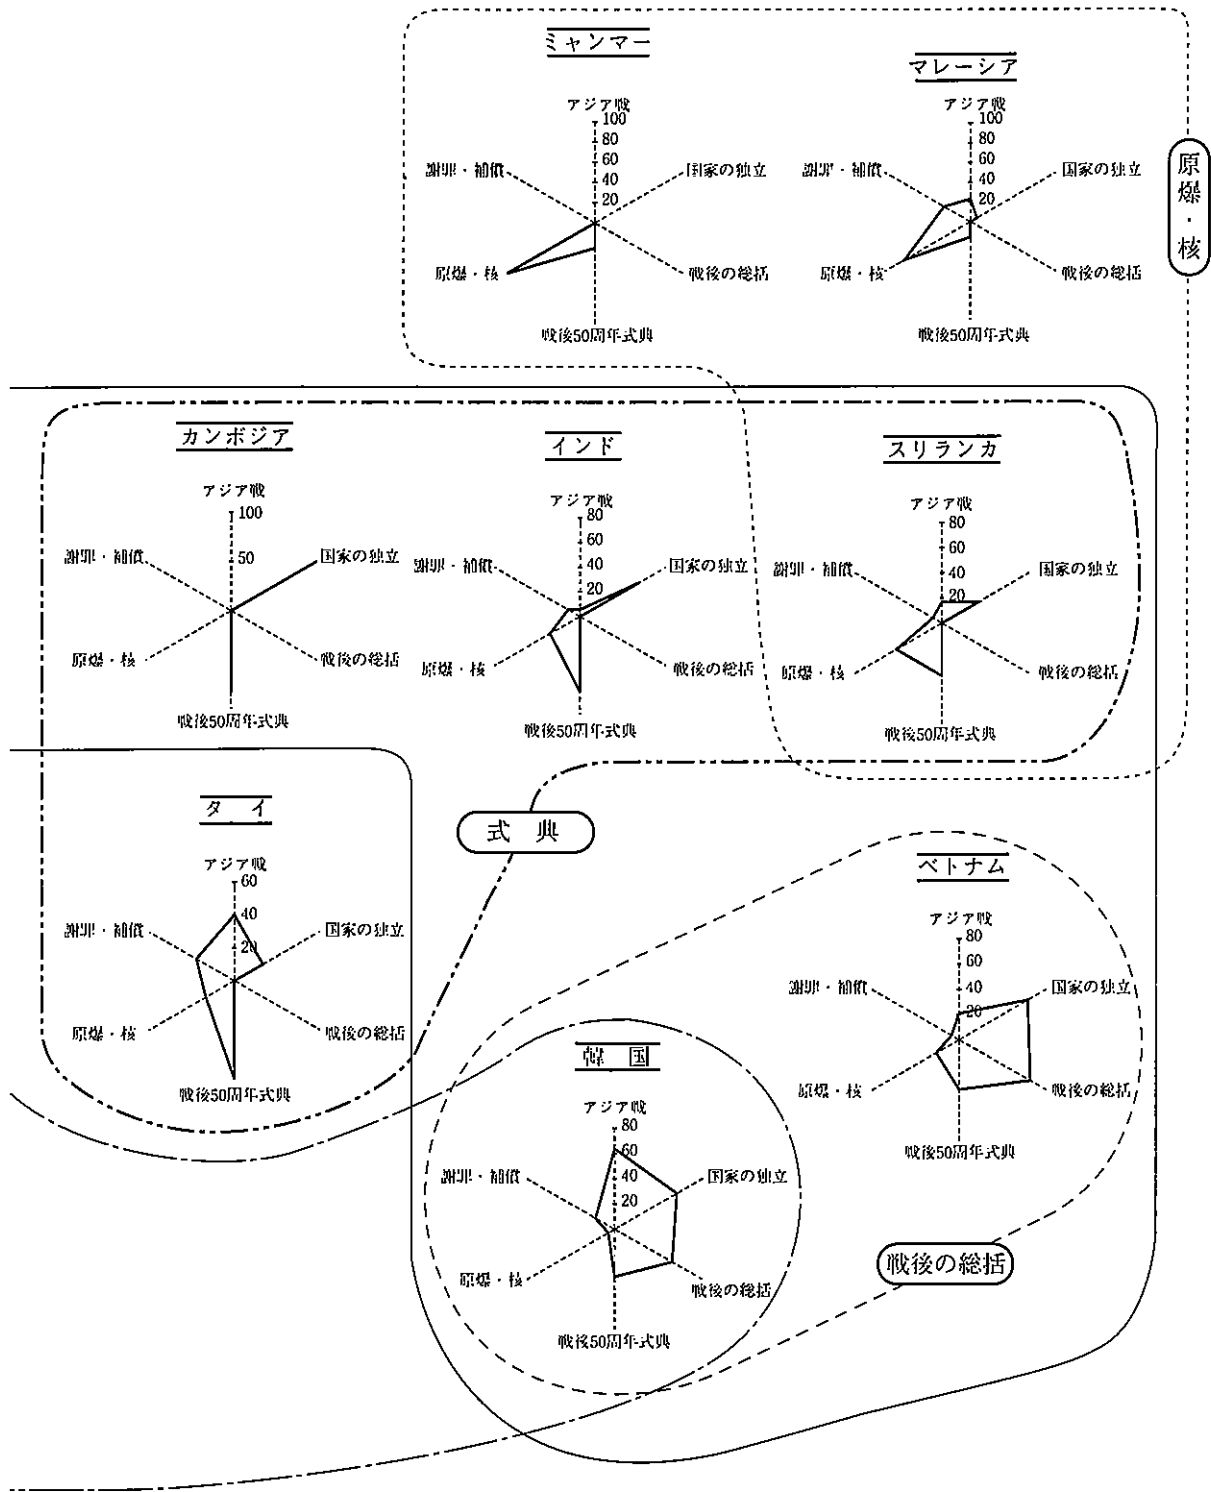 ミャンマー
アジア戦
100
80
60
40
20
謝罪・補償
国家の独立
原爆・核
戦後の総括
戦後50周年式典
マレーシア
アジア戦
100
80
60
40
20
謝罪・補償
国家の独立
原爆・核
戦後の総括
戦後50周年式典
原爆・核
カンボジア
アジア戦
100
50
謝罪・補償
国家の独立
原爆・核
戦後の総括
戦後50周年式典
インド
アジア戦
80
60
40
20
謝罪・補償
国家の独立
原爆・核
戦後の総括
戦後50周年式典
スリランカ
アジア戦
80
60
40
20
謝罪・補償
国家の独立
原爆・核
戦後の総括
戦後50周年式典
タイ
アジア戦
60
40
20
謝罪・補償
国家の独立
原爆・核
戦後の総括
戦後50周年式典
式典
ベトナム
アジア戦
80
60
40
20
謝罪・補償
国家の独立
原爆・核
戦後の総括
戦後50周年式典
韓国
アジア戦
80
60
40
20
謝罪・補償
国家の独立
原爆・核
戦後の総括
戦後50周年式典
戦後の総括